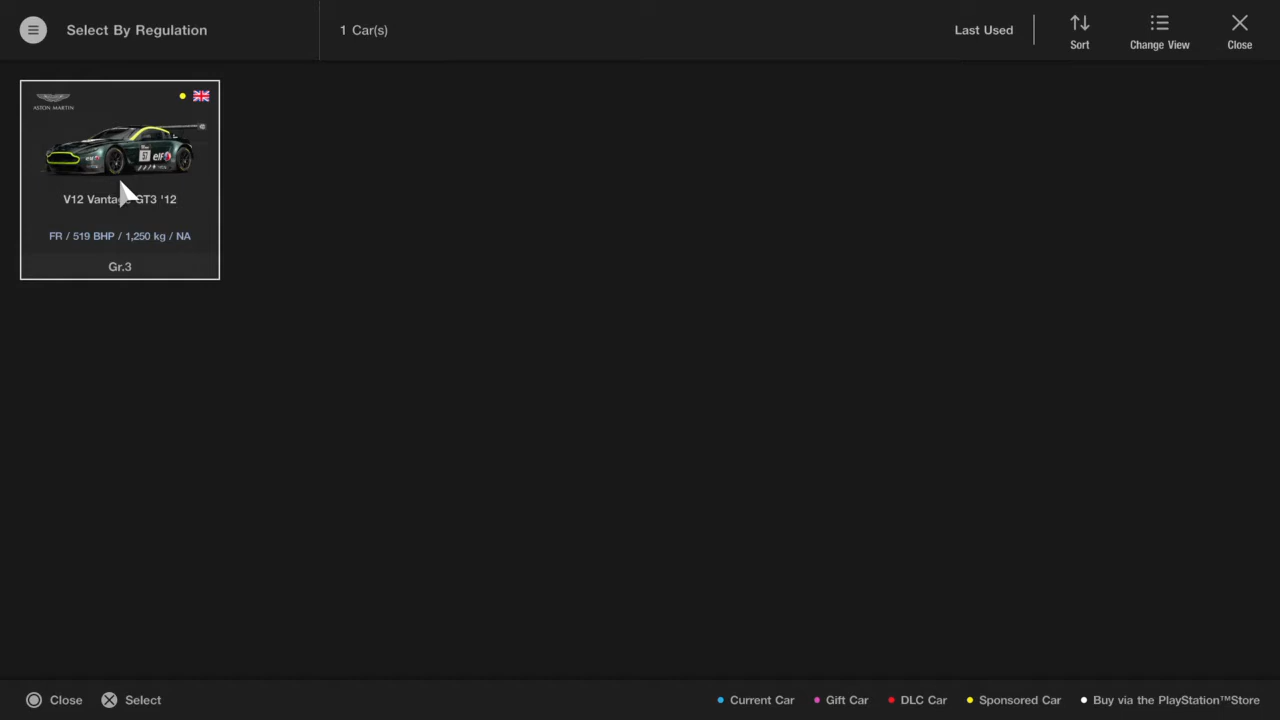 Select By Regulation
1 Car(s)
Last Used
Sort
Change View
Close
ASTON MARTIN
57
elf
V12 Vantage GT3 '12
FR / 519 BHP / 1,250 kg / NA
Gr.3
Close
Select
Current Car
Gift Car
DLC Car
Sponsored Car
Buy via the PlayStation™Store